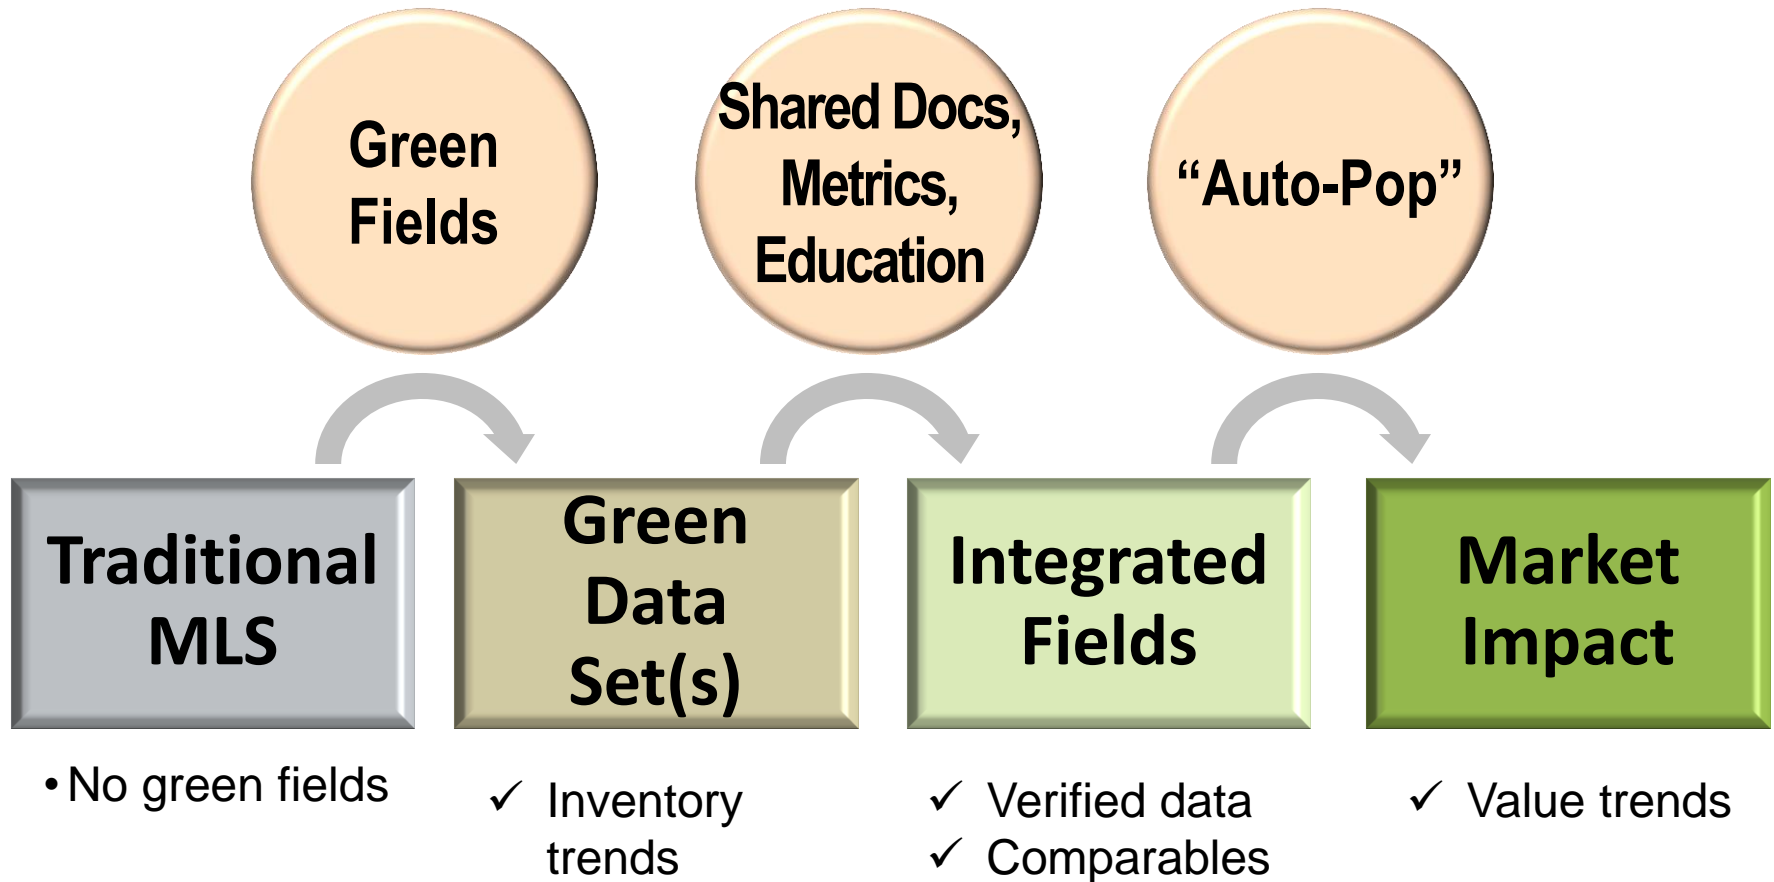 Green
Fields
Shared Docs,
Metrics,
Education
“Auto-Pop”
Traditional
MLS
Green
Data
Set(s)
Integrated
Fields
Market
Impact
• No green fields
✓ Inventory
trends
✓ Verified data
✓ Comparables
✓ Value trends